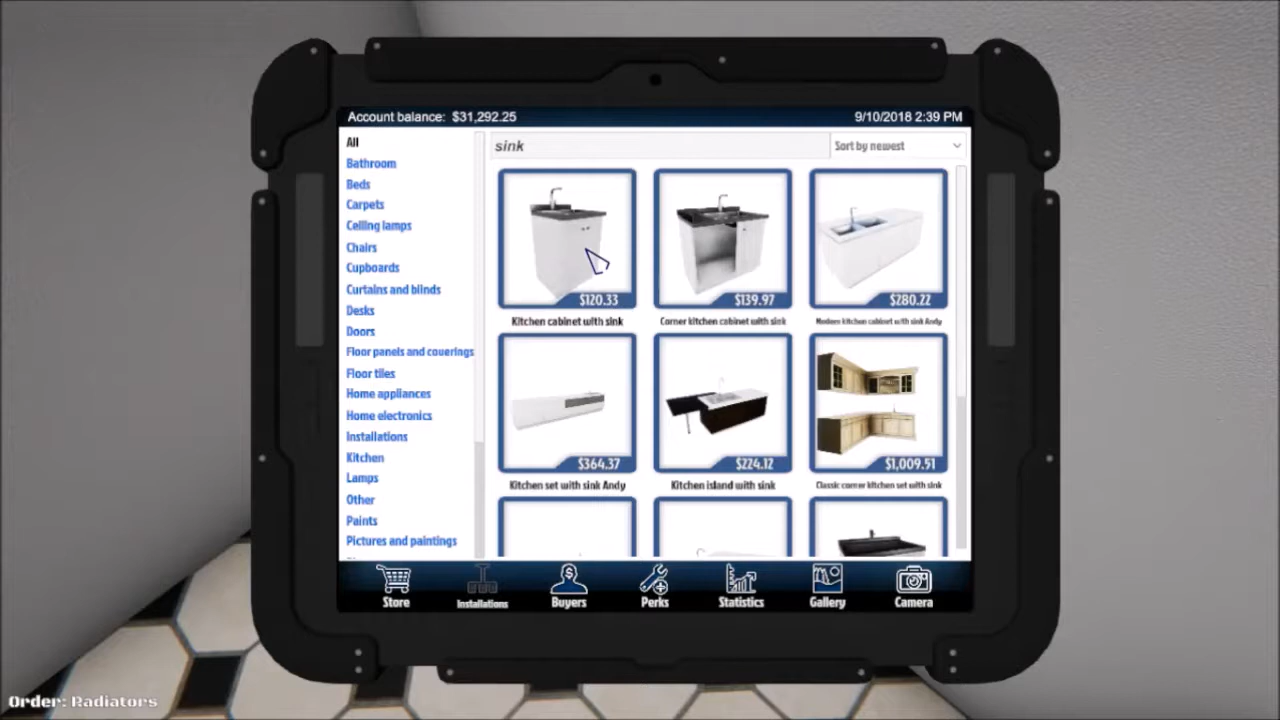 Account balance: $31,292.25
9/10/2018 2:39 PM
All
Bathroom
Beds
Carpets
Ceiling lamps
Chairs
Cupboards
Curtains and blinds
Desks
Doors
Floor panels and coverings
Floor tiles
Home appliances
Home electronics
Installations
Kitchen
Lamps
Other
Paints
Pictures and paintings
sink
Sort by newest
$120.33
$139.97
$280.22
Kitchen cabinet with sink
Corner kitchen cabinet with sink
Modern kitchen cabinet with sink Andy
$364.37
$224.12
$1,009.51
Kitchen set with sink Andy
Kitchen island with sink
Classic corner kitchen set with sink
Store
Installations
Buyers
Perks
Statistics
Gallery
Camera
Order: Radiators